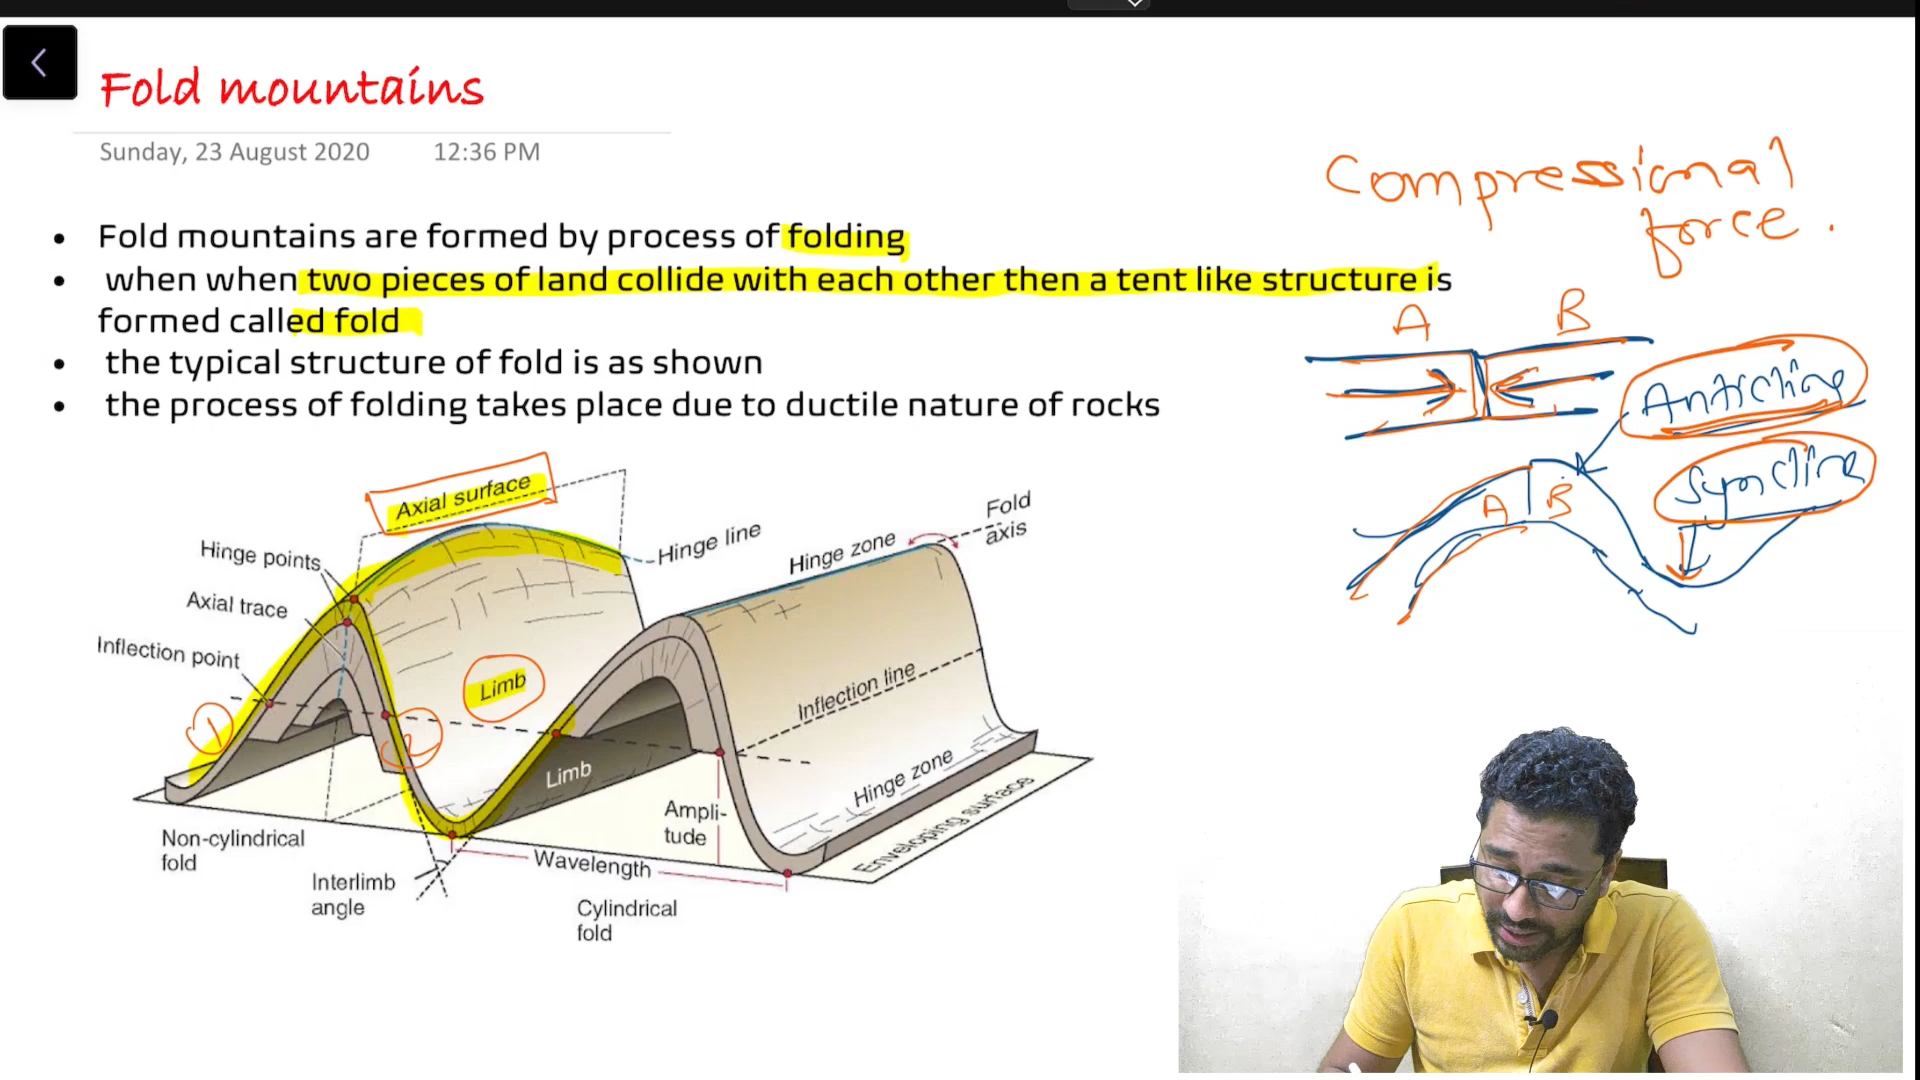 Fold mountains
Sunday, 23 August 2020 12:36 PM
• Fold mountains are formed by process of folding
• when when two pieces of land collide with each other then a tent like structure is
formed called fold
• the typical structure of fold is as shown
• the process of folding takes place due to ductile nature of rocks
Compressional
force.
A B
Anticline
Syncline
A B
Axial surface
Hinge points
Axial trace
Inflection point
Hinge line
Hinge zone
Fold
axis
Limb
1
2
Inflection line
Limb
Hinge zone
Ampli-
tude
Enveloping surface
Non-cylindrical
fold
Wavelength
Interlimb
angle
Cylindrical
fold